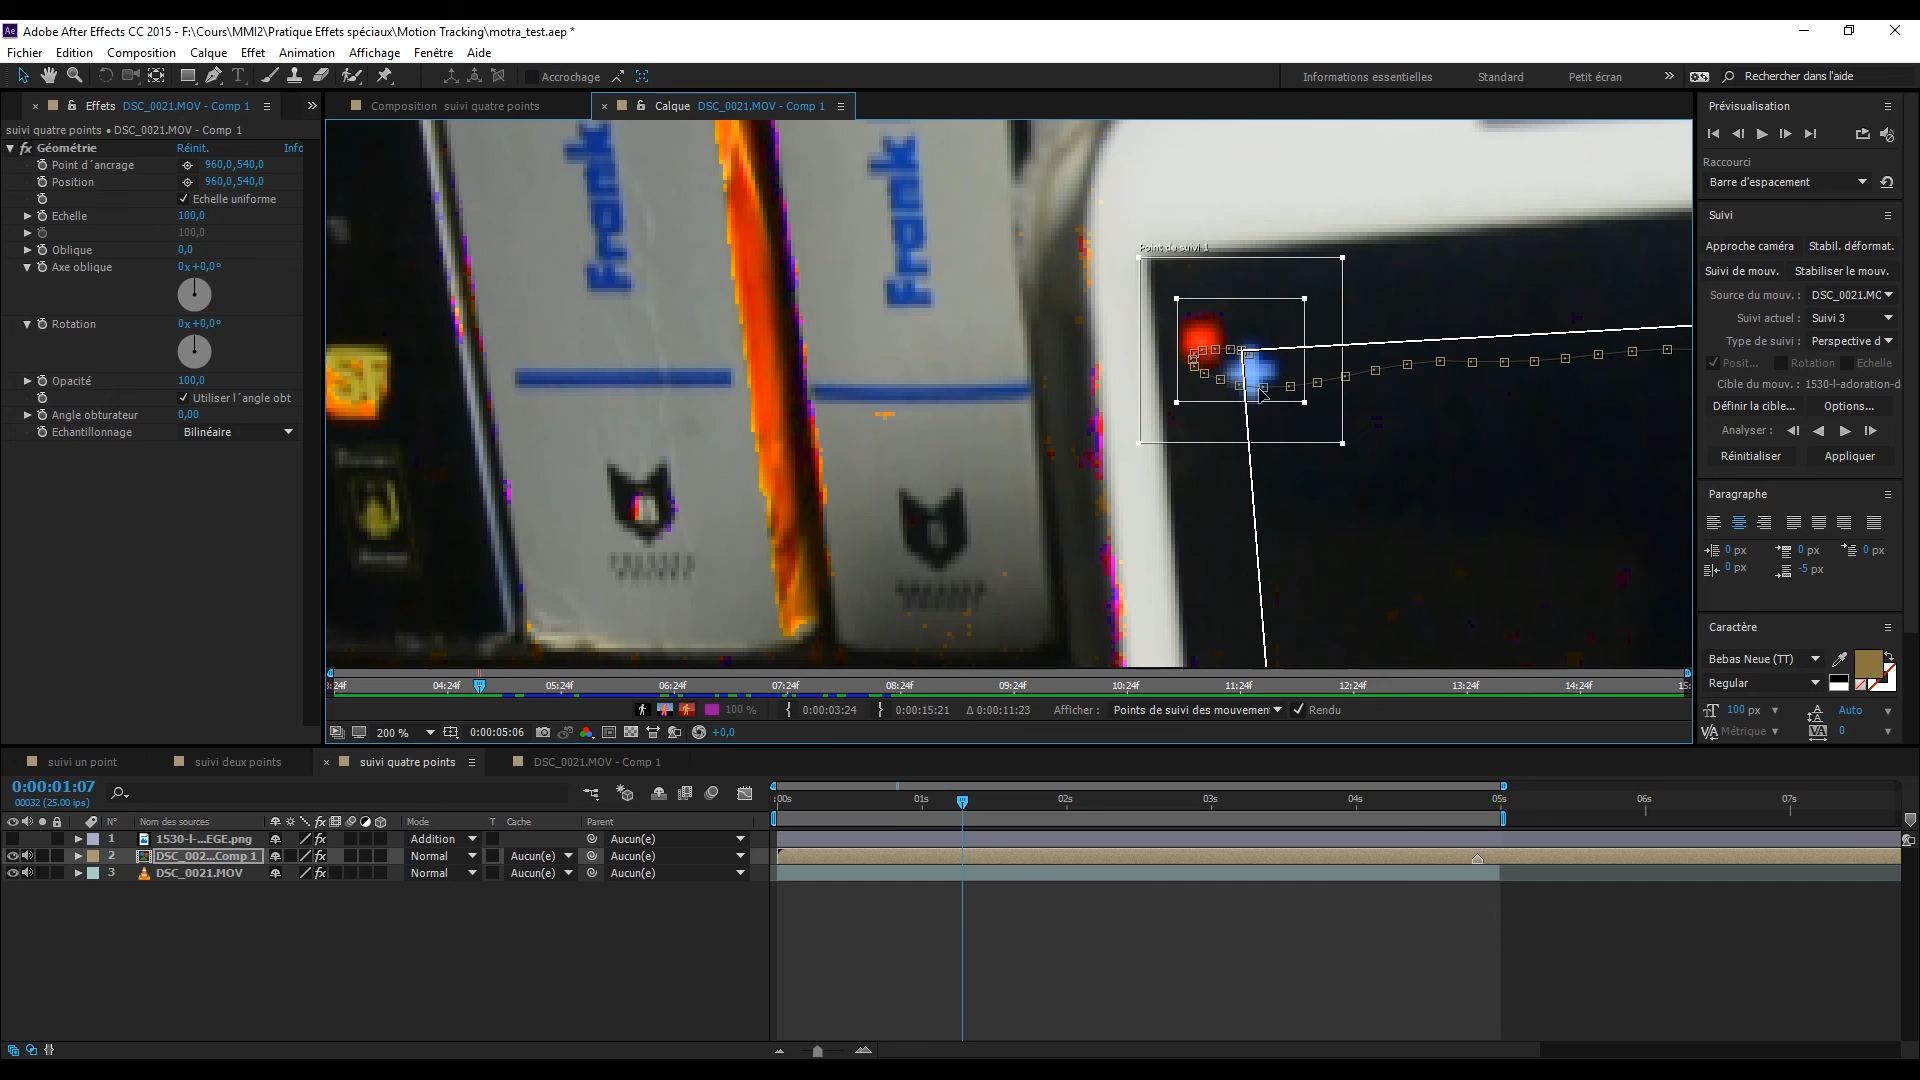 Adobe After Effects CC 2015 - F:\Cours\MMI2\Pratique Effets spéciaux\Motion Tracking\motra_test.aep *
Fichier Edition Composition Calque Effet Animation Affichage Fenêtre Aide
Accrochage
Informations essentielles Standard Petit écran Rechercher dans l'aide
Effets DSC_0021.MOV - Comp 1
suivi quatre points • DSC_0021.MOV - Comp 1
Géométrie Réinit. Info
Point d´ancrage 960,0,540,0
Position 960,0,540,0
Echelle uniforme
Echelle 100,0
100,0
Oblique 0,0
Axe oblique 0x+0,0°
Rotation 0x+0,0°
Opacité 100,0
Utiliser l´angle obt
Angle obturateur 0,00
Echantillonnage Bilinéaire
Composition suivi quatre points
Calque DSC_0021.MOV - Comp 1
Frank
Frank
Point de suivi 1
:24f 04:24f 05:24f 06:24f 07:24f 08:24f 09:24f 10:24f 11:24f 12:24f 13:24f 14:24f 15:
100 % 0:00:03:24 0:00:15:21 Δ 0:00:11:23 Afficher : Points de suivi des mouvemen Rendu
200 % 0:00:05:06 +0,0
Prévisualisation
Raccourci
Barre d'espacement
Suivi
Approche caméra Stabil. déformat.
Suivi de mouv. Stabiliser le mouv.
Source du mouv. : DSC_0021.MO
Suivi actuel : Suivi 3
Type de suivi : Perspective d
Posit... Rotation Echelle
Cible du mouv. : 1530-l-adoration-d
Définir la cible... Options...
Analyser :
Réinitialiser Appliquer
Paragraphe
0 px 0 px 0 px
0 px -5 px
Caractère
Bebas Neue (TT)
Regular
100 px Auto
Métrique 0
suivi un point suivi deux points suivi quatre points DSC_0021.MOV - Comp 1
0:00:01:07
00032 (25.00 ips)
:00s 01s 02s 03s 04s 05s 06s 07s
N° Nom des sources Mode T Cache Parent
1 1530-l-...EGE.png Addition Aucun(e)
2 DSC_002...Comp 1 Normal Aucun(e) Aucun(e)
3 DSC_0021.MOV Normal Aucun(e) Aucun(e)